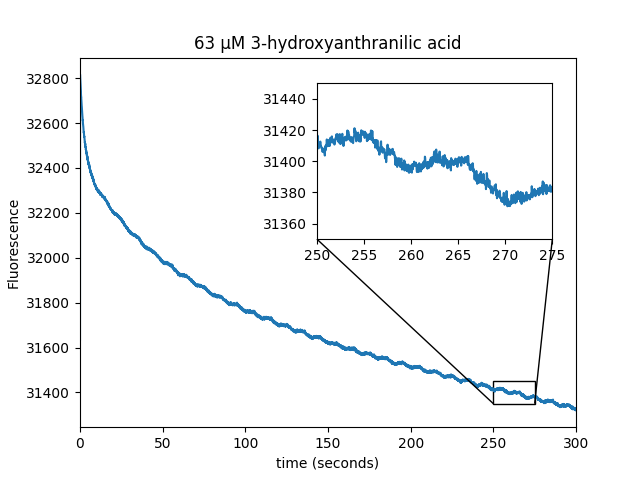 63 μM 3-hydroxyanthranilic acid
Fluorescence
32800
32600
32400
32200
32000
31800
31600
31400
31440
31420
31400
31380
31360
250 255 260 265 270 275
0 50 100 150 200 250 300
time (seconds)